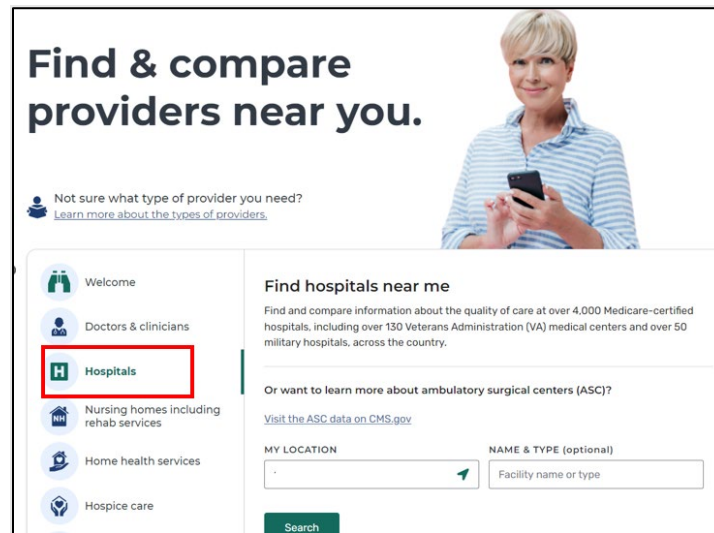 Find & compare
providers near you.
Not sure what type of provider you need?
Learn more about the types of providers.
Welcome
Doctors & clinicians
H
Hospitals
NH
Nursing homes including
rehab services
Home health services
Hospice care
Find hospitals near me
Find and compare information about the quality of care at over 4,000 Medicare-certified
hospitals, including over 130 Veterans Administration (VA) medical centers and over 50
military hospitals, across the country.
Or want to learn more about ambulatory surgical centers (ASC)?
Visit the ASC data on CMS.gov
MY LOCATION
NAME & TYPE (optional)
Facility name or type
Search